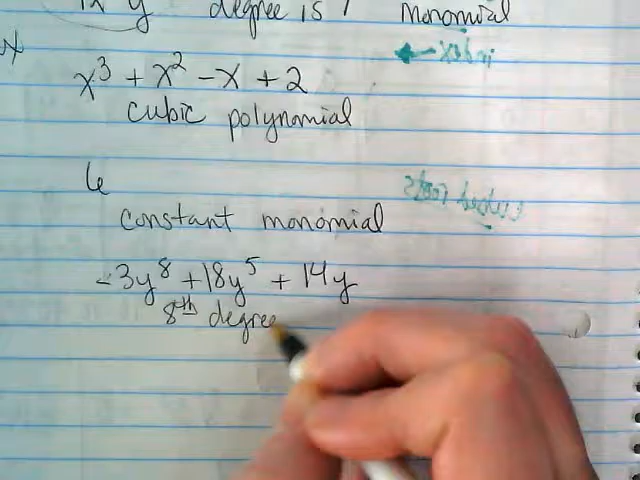 degree is 7 monomial
x³ + x² - x + 2
cubic polynomial
6
constant monomial
-3y⁸ + 18y⁵ + 14y
8th degree